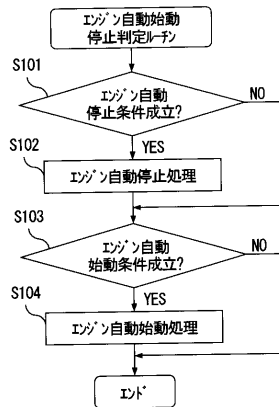 エンジン自動始動
停止判定ルーチン
S101
エンジン自動
停止条件成立?
NO
YES
S102
エンジン自動停止処理
S103
エンジン自動
始動条件成立?
NO
YES
S104
エンジン自動始動処理
エンド